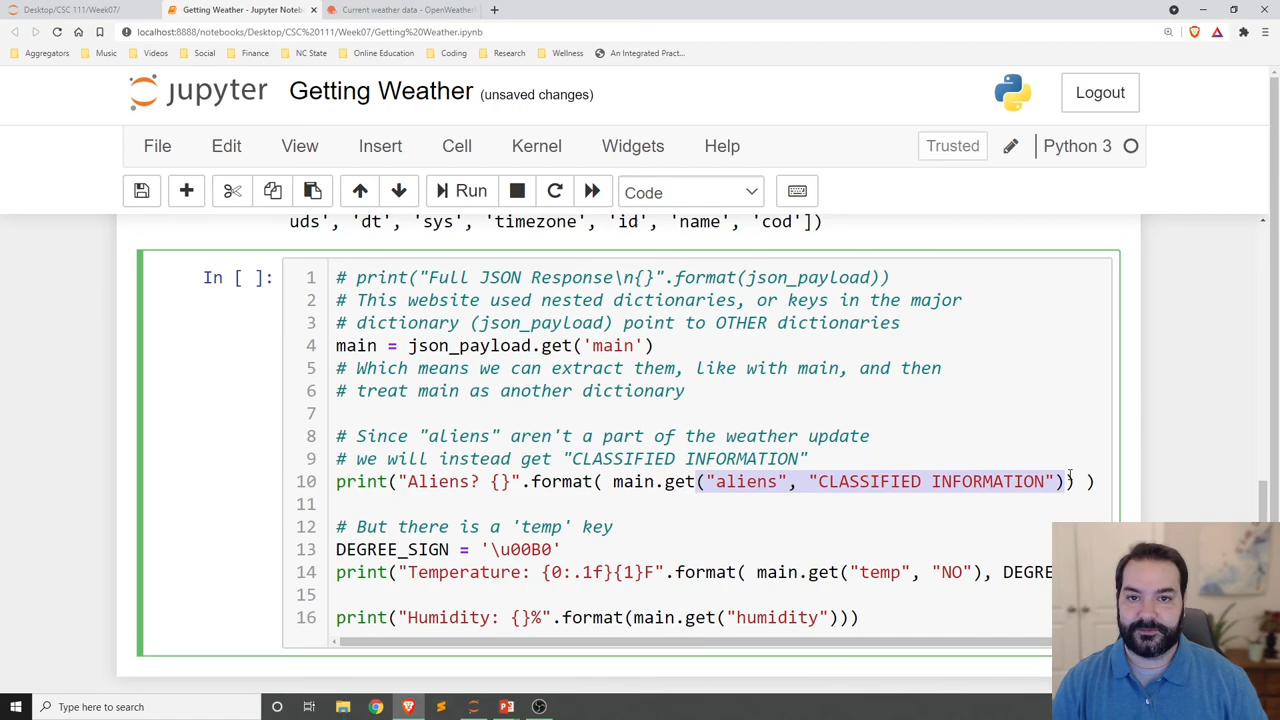 Desktop/CSC 111/Week07/
Getting Weather - Jupyter Noteb
Current weather data - OpenWeather
localhost:8888/notebooks/Desktop/CSC%20111/Week07/Getting%20Weather.ipynb
Aggregators Music Videos Social Finance NC State Online Education Coding Research Wellness An Integrated Pract...
jupyter Getting Weather (unsaved changes) Logout
File Edit View Insert Cell Kernel Widgets Help Trusted Python 3
Run Code
uds', 'dt', 'sys', 'timezone', 'id', 'name', 'cod'])
In [ ]: 1 # print("Full JSON Response\n{}".format(json_payload))
2 # This website used nested dictionaries, or keys in the major
3 # dictionary (json_payload) point to OTHER dictionaries
4 main = json_payload.get('main')
5 # Which means we can extract them, like with main, and then
6 # treat main as another dictionary
7
8 # Since "aliens" aren't a part of the weather update
9 # we will instead get "CLASSIFIED INFORMATION"
10 print("Aliens? {}".format( main.get("aliens", "CLASSIFIED INFORMATION")) )
11
12 # But there is a 'temp' key
13 DEGREE_SIGN = '\u00B0'
14 print("Temperature: {0:.1f}{1}F".format( main.get("temp", "NO"), DEGRE
15
16 print("Humidity: {}%".format(main.get("humidity")))
Type here to search